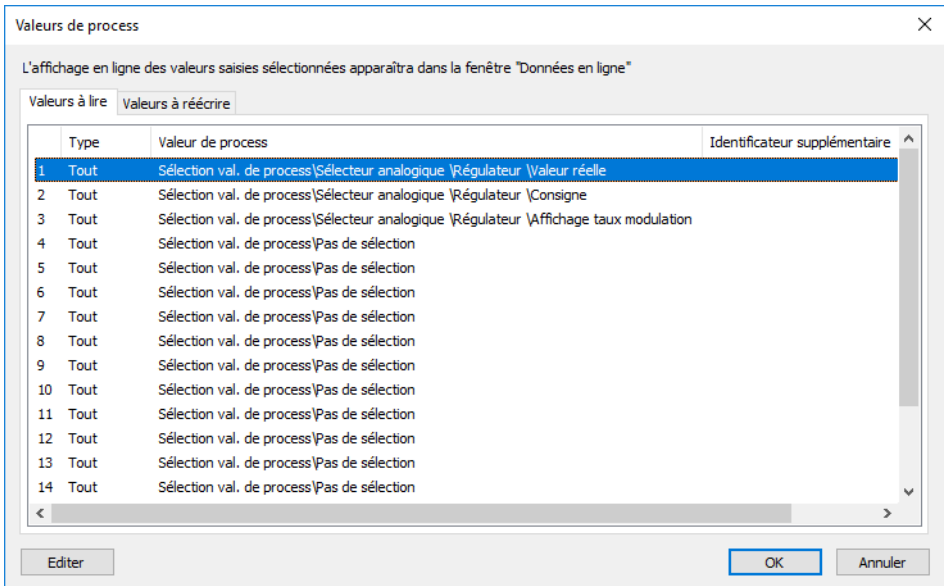 Valeurs de process
L'affichage en ligne des valeurs saisies sélectionnées apparaîtra dans la fenêtre "Données en ligne"
Valeurs à lire Valeurs à réécrire
Type Valeur de process Identificateur supplémentaire
1 Tout Sélection val. de process\Sélecteur analogique \Régulateur \Valeur réelle
2 Tout Sélection val. de process\Sélecteur analogique \Régulateur \Consigne
3 Tout Sélection val. de process\Sélecteur analogique \Régulateur \Affichage taux modulation
4 Tout Sélection val. de process\Pas de sélection
5 Tout Sélection val. de process\Pas de sélection
6 Tout Sélection val. de process\Pas de sélection
7 Tout Sélection val. de process\Pas de sélection
8 Tout Sélection val. de process\Pas de sélection
9 Tout Sélection val. de process\Pas de sélection
10 Tout Sélection val. de process\Pas de sélection
11 Tout Sélection val. de process\Pas de sélection
12 Tout Sélection val. de process\Pas de sélection
13 Tout Sélection val. de process\Pas de sélection
14 Tout Sélection val. de process\Pas de sélection
Editer OK Annuler